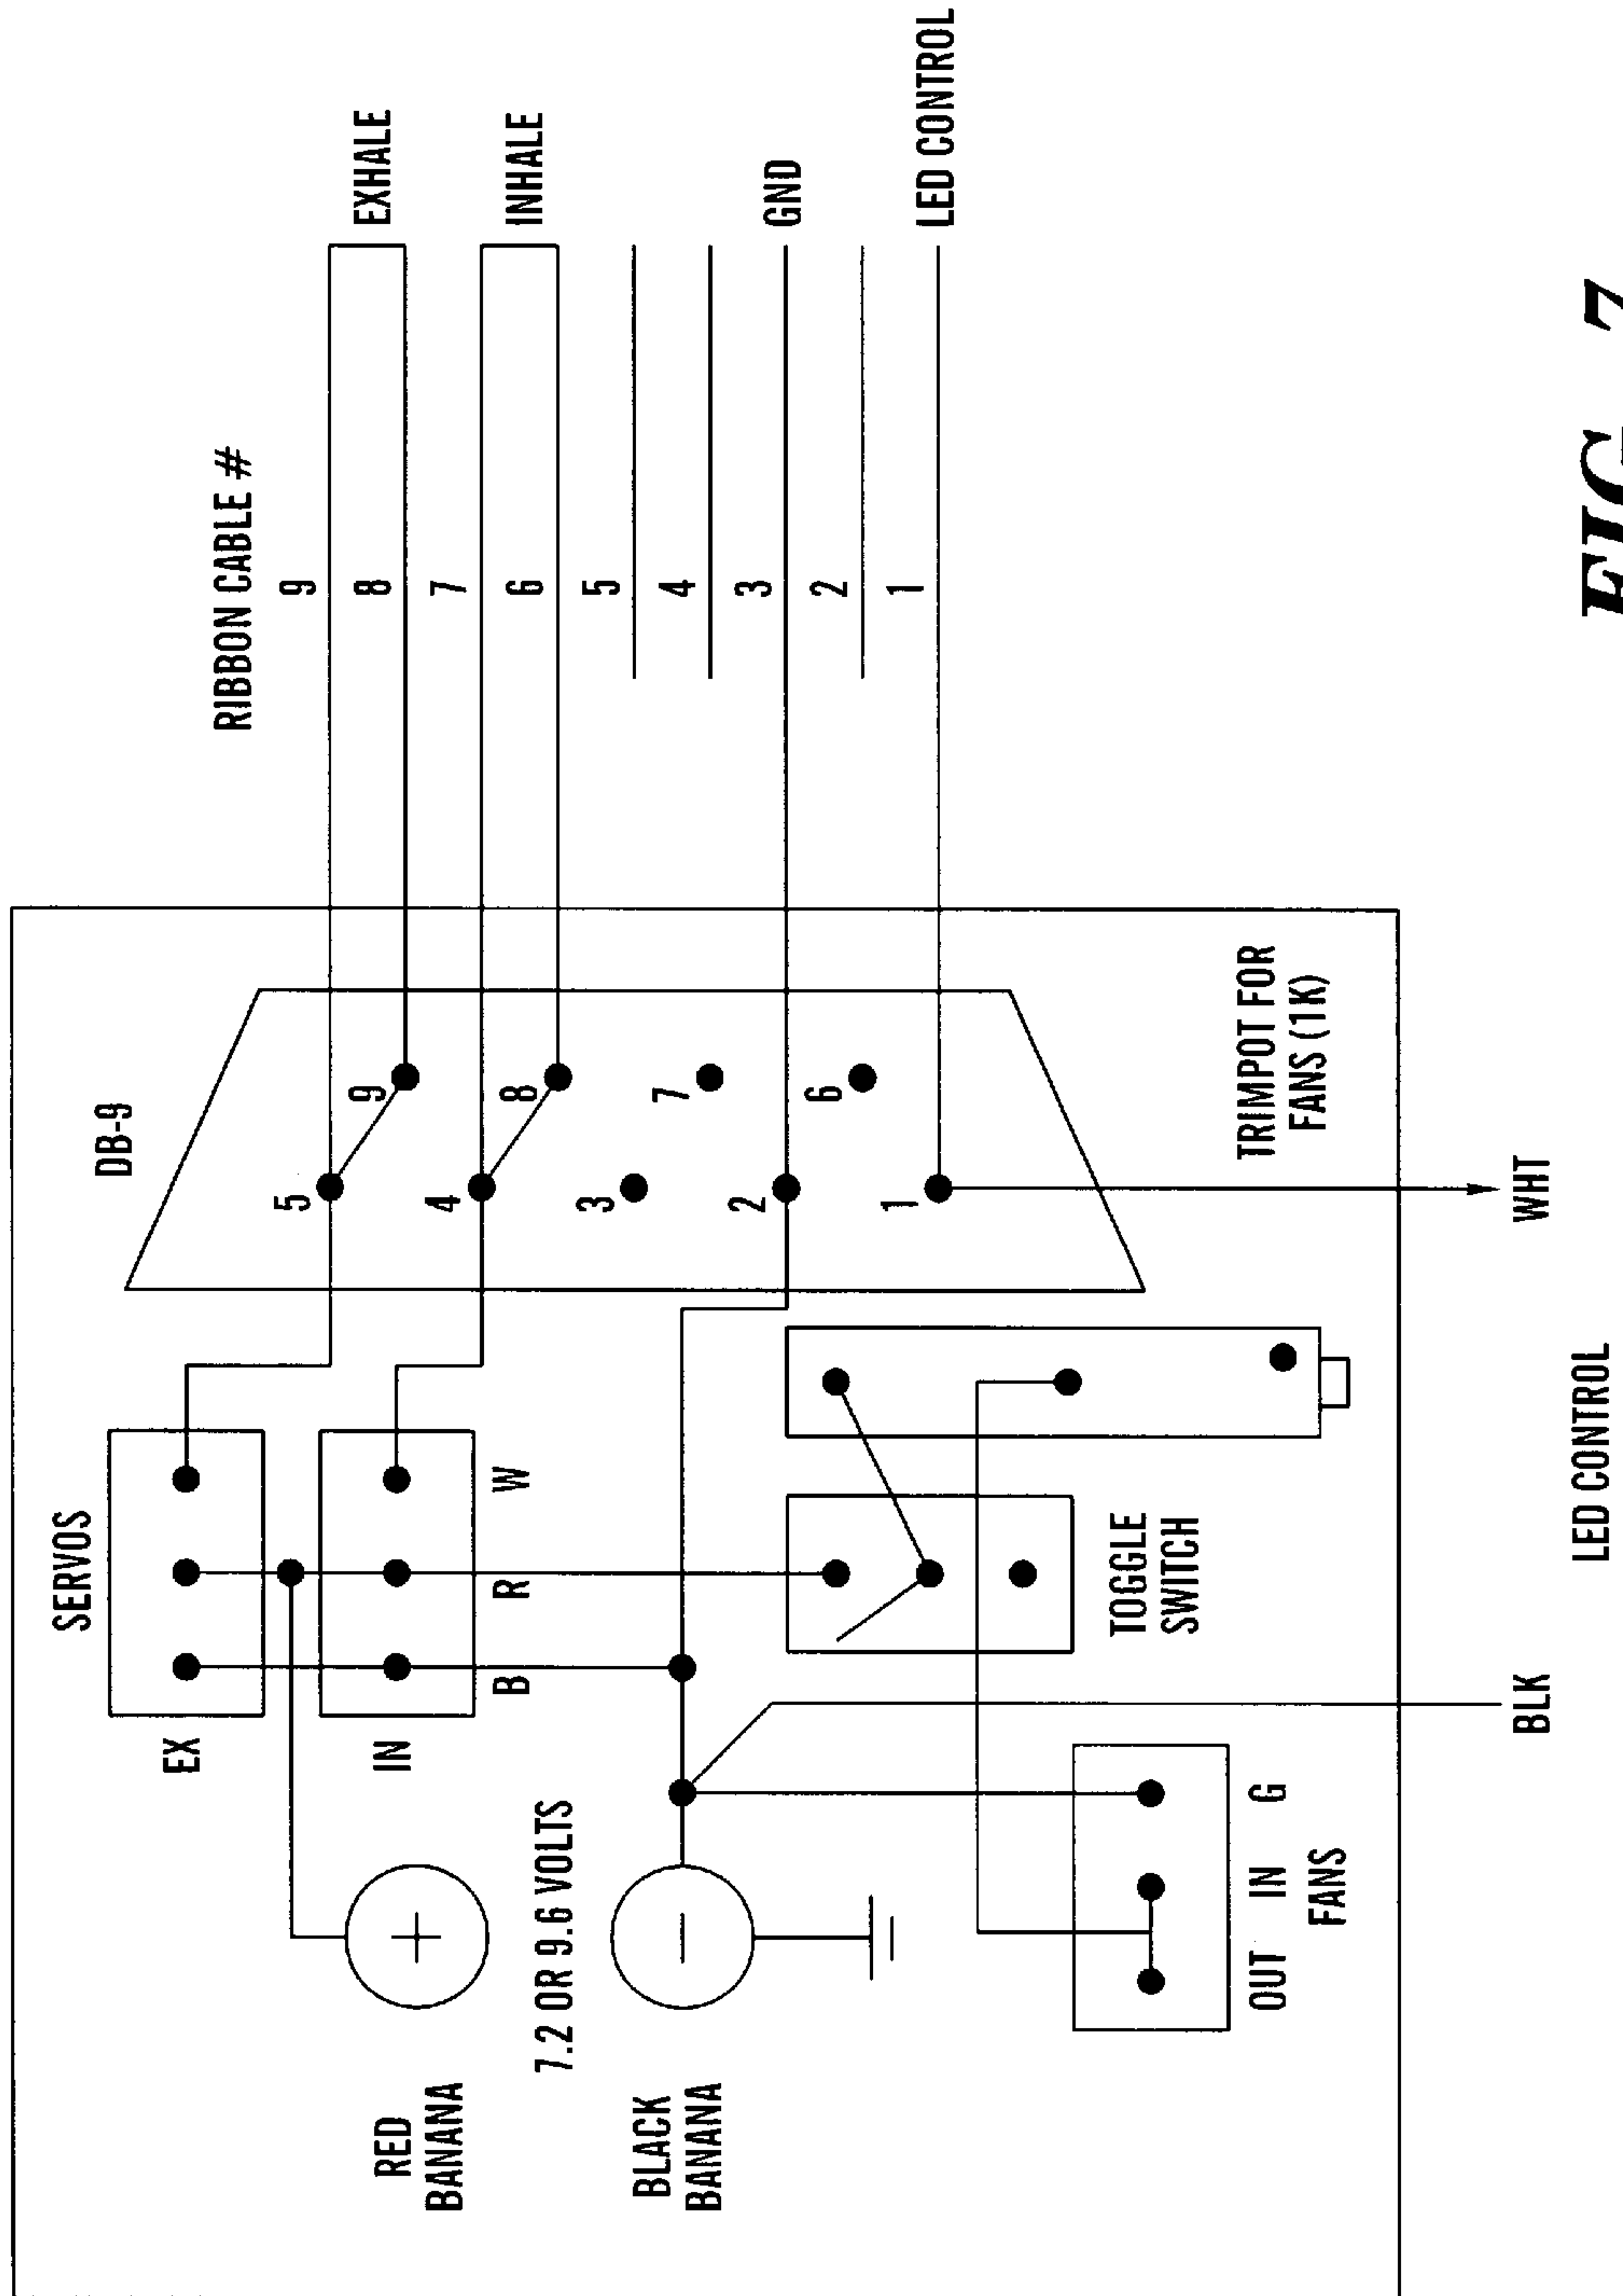 SERVOS
DB-9
EX
RIBBON CABLE #
5
9
9
8
EXHALE
IN
RED
BANANA
4
7
B R W
8
6
INHALE
7.2 OR 9.6 VOLTS
3
5
BLACK
BANANA
7
4
2
3
GND
6
2
1
1
LED CONTROL
TOGGLE
SWITCH
TRIMPOT FOR
FANS (1K)
OUT IN G
FANS
BLK
WHT
LED CONTROL
FIG. 7